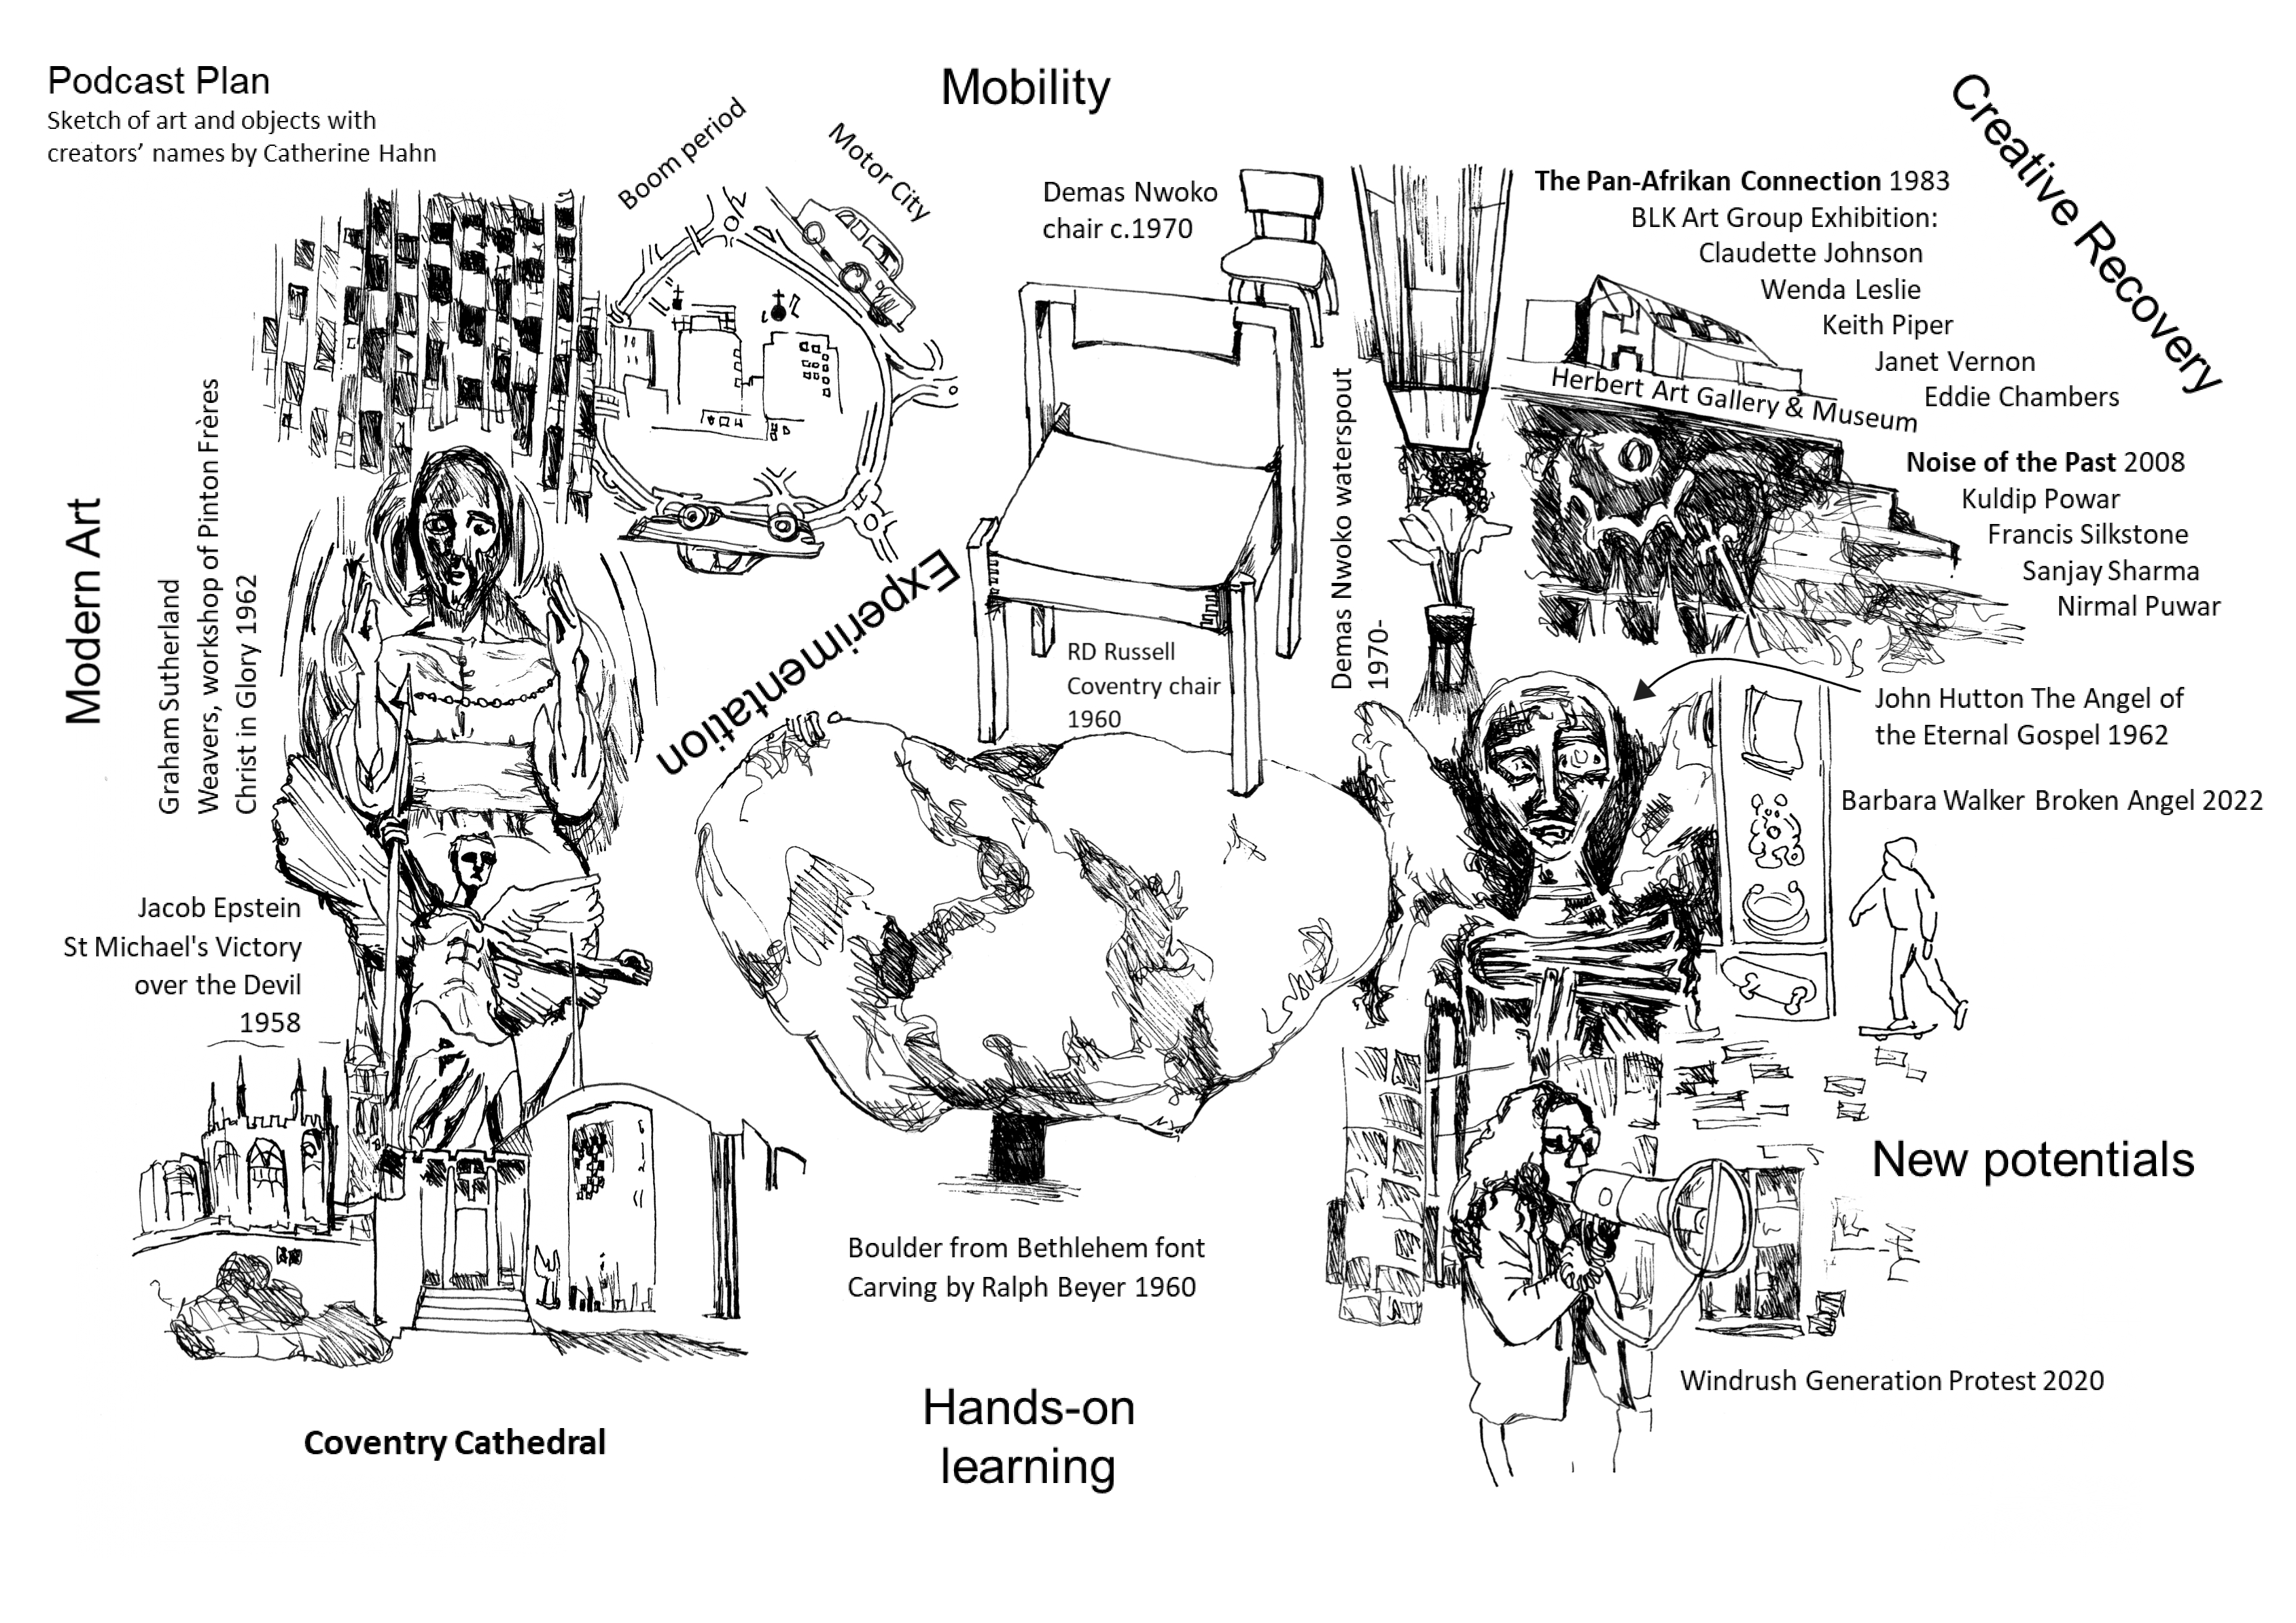 Podcast Plan
Sketch of art and objects with
creators’ names by Catherine Hahn
Boom period
Motor City
Mobility
Creative Recovery
Modern Art
Graham Sutherland
Weavers, workshop of Pinton Frères
Christ in Glory 1962
Experimentation
Demas Nwoko
chair c.1970
RD Russell
Coventry chair
1960
Demas Nwoko waterspout
1970-
The Pan-Afrikan Connection 1983
BLK Art Group Exhibition:
Claudette Johnson
Wenda Leslie
Keith Piper
Janet Vernon
Eddie Chambers
Herbert Art Gallery & Museum
Noise of the Past 2008
Kuldip Powar
Francis Silkstone
Sanjay Sharma
Nirmal Puwar
John Hutton The Angel of
the Eternal Gospel 1962
Barbara Walker Broken Angel 2022
Jacob Epstein
St Michael's Victory
over the Devil
1958
New potentials
Boulder from Bethlehem font
Carving by Ralph Beyer 1960
Windrush Generation Protest 2020
Coventry Cathedral
Hands-on
learning